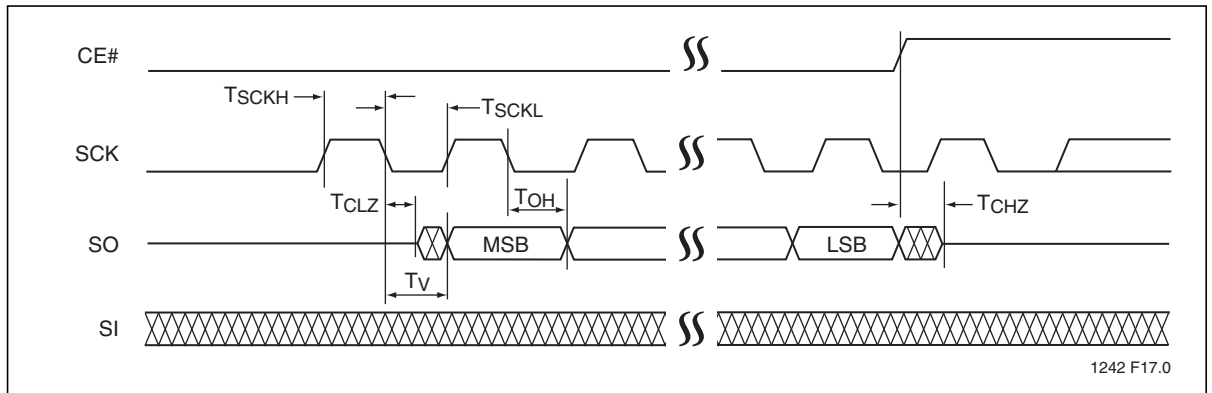 CE#
TSCKH
TSCKL
SCK
TCLZ
TOH
TCHZ
SO
MSB
LSB
TV
SI
1242 F17.0